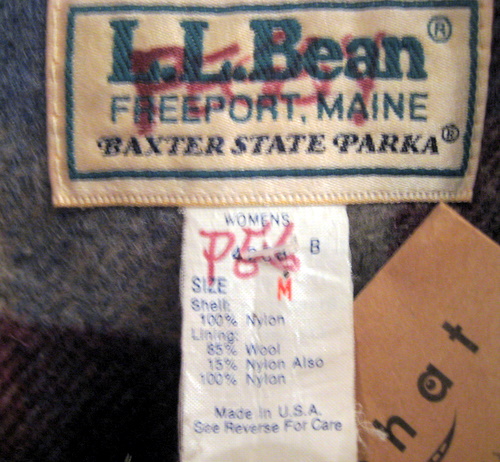 L.L.Bean®
FREEPORT, MAINE
BAXTER STATE PARKA®
WOMENS
B
SIZE M
Shell:
100% Nylon
Lining:
85% Wool
15% Nylon Also
100% Nylon
Made in U.S.A.
See Reverse For Care
hat